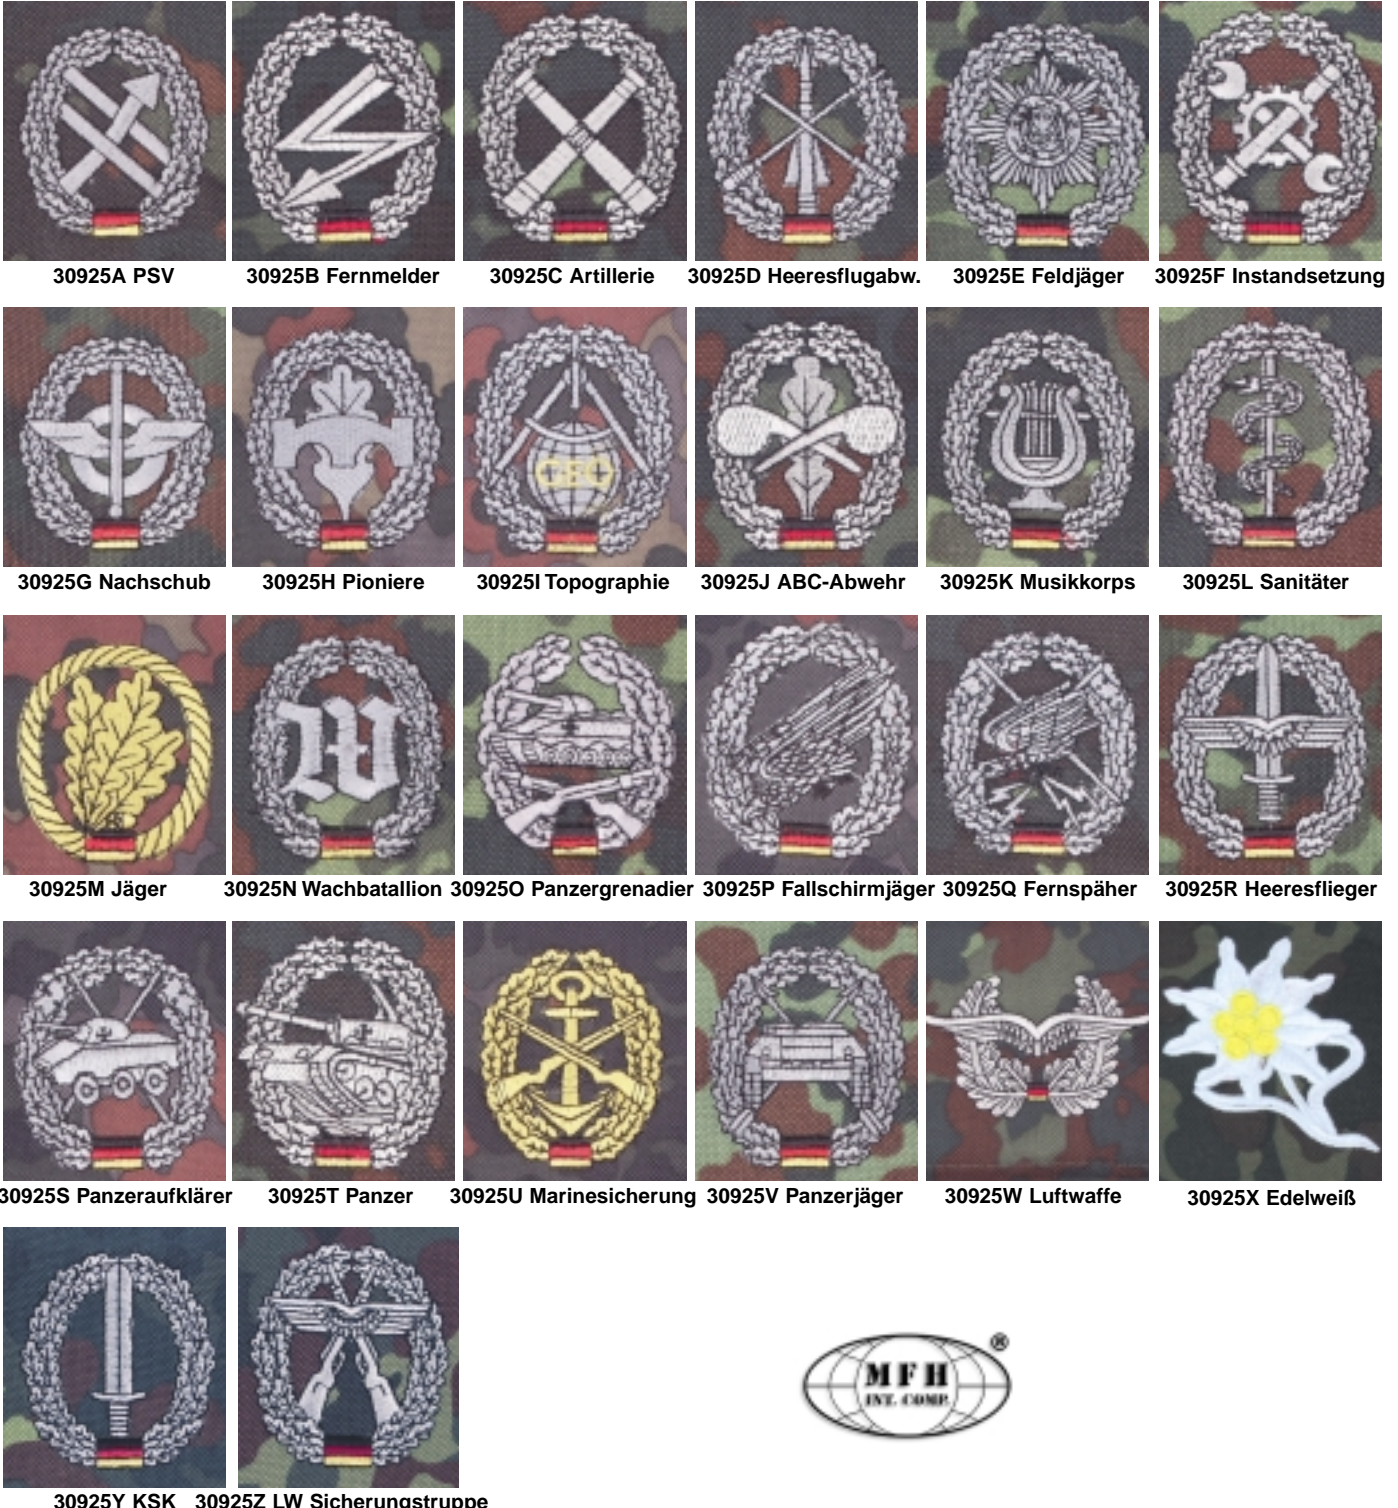 30925A PSV
30925B Fernmelder
30925C Artillerie
30925D Heeresflugabw.
30925E Feldjäger
30925F Instandsetzung
GEO
30925G Nachschub
30925H Pioniere
30925I Topographie
30925J ABC-Abwehr
30925K Musikkorps
30925L Sanitäter
W
30925M Jäger
30925N Wachbatallion
30925O Panzergrenadier
30925P Fallschirmjäger
30925Q Fernspäher
30925R Heeresflieger
30925S Panzeraufklärer
30925T Panzer
30925U Marinesicherung
30925V Panzerjäger
30925W Luftwaffe
30925X Edelweiß
MFH
INT. COMP.
®
30925Y KSK
30925Z LW Sicherungstruppe